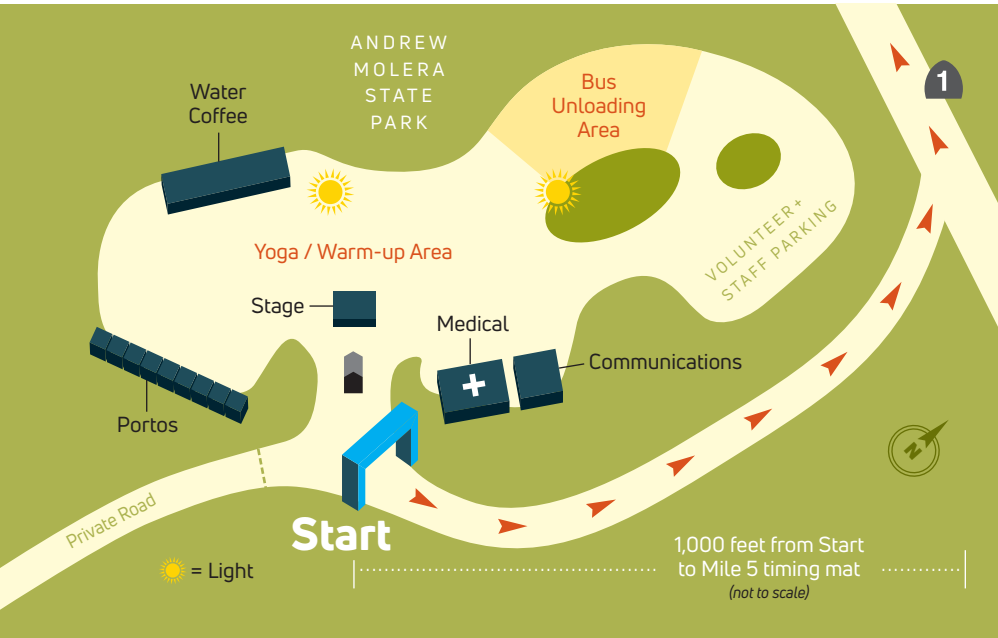 ANDREW
MOLERA
STATE
PARK
Water
Coffee
Bus
Unloading
Area
1
Yoga / Warm-up Area
VOLUNTEER+
STAFF PARKING
Stage
Medical
Communications
Portos
N
Private Road
Start
= Light
1,000 feet from Start
to Mile 5 timing mat
(not to scale)